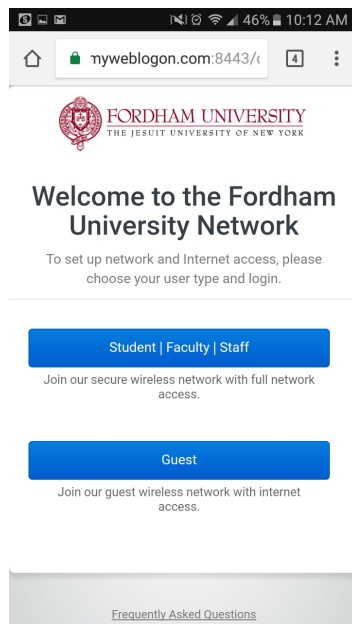 46% 10:12 AM
myweblogon.com:8443/c
4
FORDHAM UNIVERSITY
THE JESUIT UNIVERSITY OF NEW YORK
Welcome to the Fordham
University Network
To set up network and Internet access, please
choose your user type and login.
Student | Faculty | Staff
Join our secure wireless network with full network
access.
Guest
Join our guest wireless network with internet
access.
Frequently Asked Questions